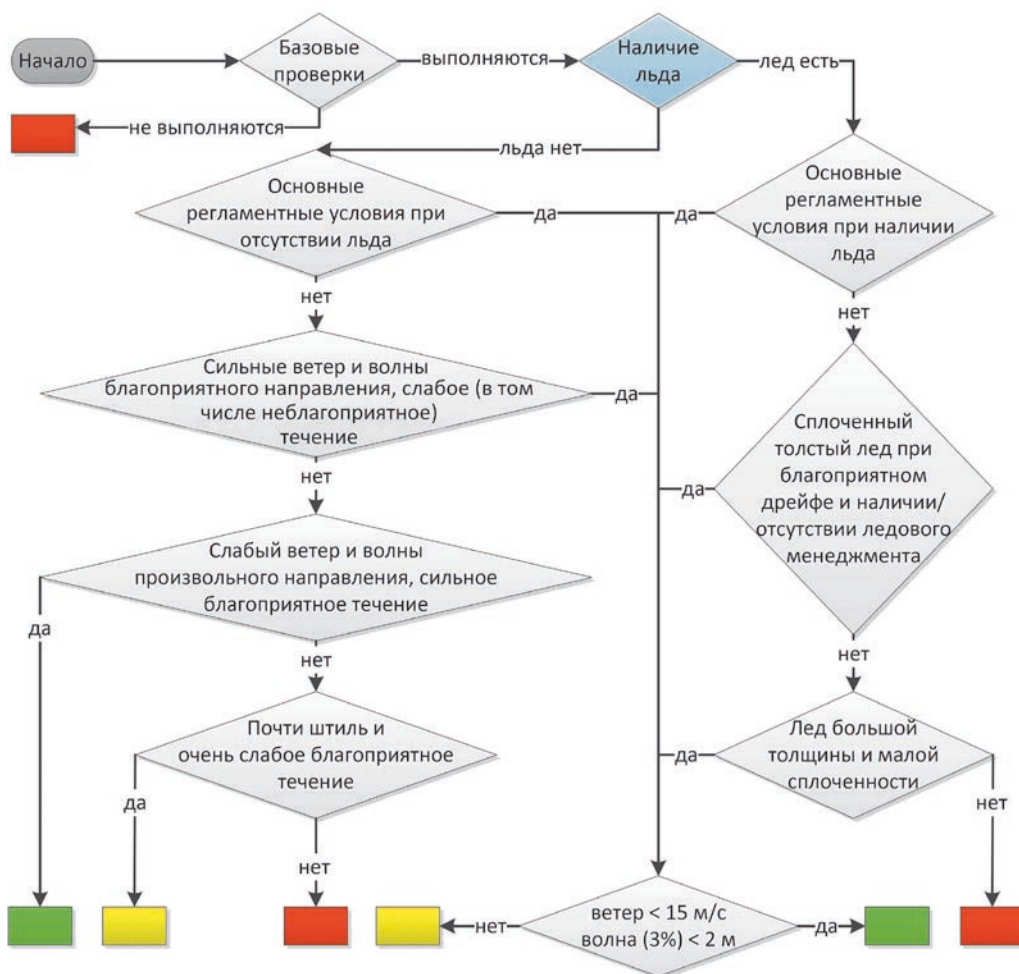 Начало
Базовые
проверки
выполняются
Наличие
льда
лед есть
не выполняются
льда нет
Основные
регламентные условия при
отсутствии льда
да
да
Основные
регламентные
условия при наличии
льда
нет
нет
Сильные ветер и волны
благоприятного направления, слабое (в том
числе неблагоприятное)
течение
да
Сплоченный
толстый лед при
благоприятном
дрейфе и наличии/
отсутствии ледового
менеджмента
да
нет
Слабый ветер и волны
произвольного направления, сильное
благоприятное течение
да
нет
нет
Почти штиль и
очень слабое благоприятное
течение
да
Лед большой
толщины и малой
сплоченности
да
нет
нет
ветер < 15 м/с
волна (3%) < 2 м
нет
да